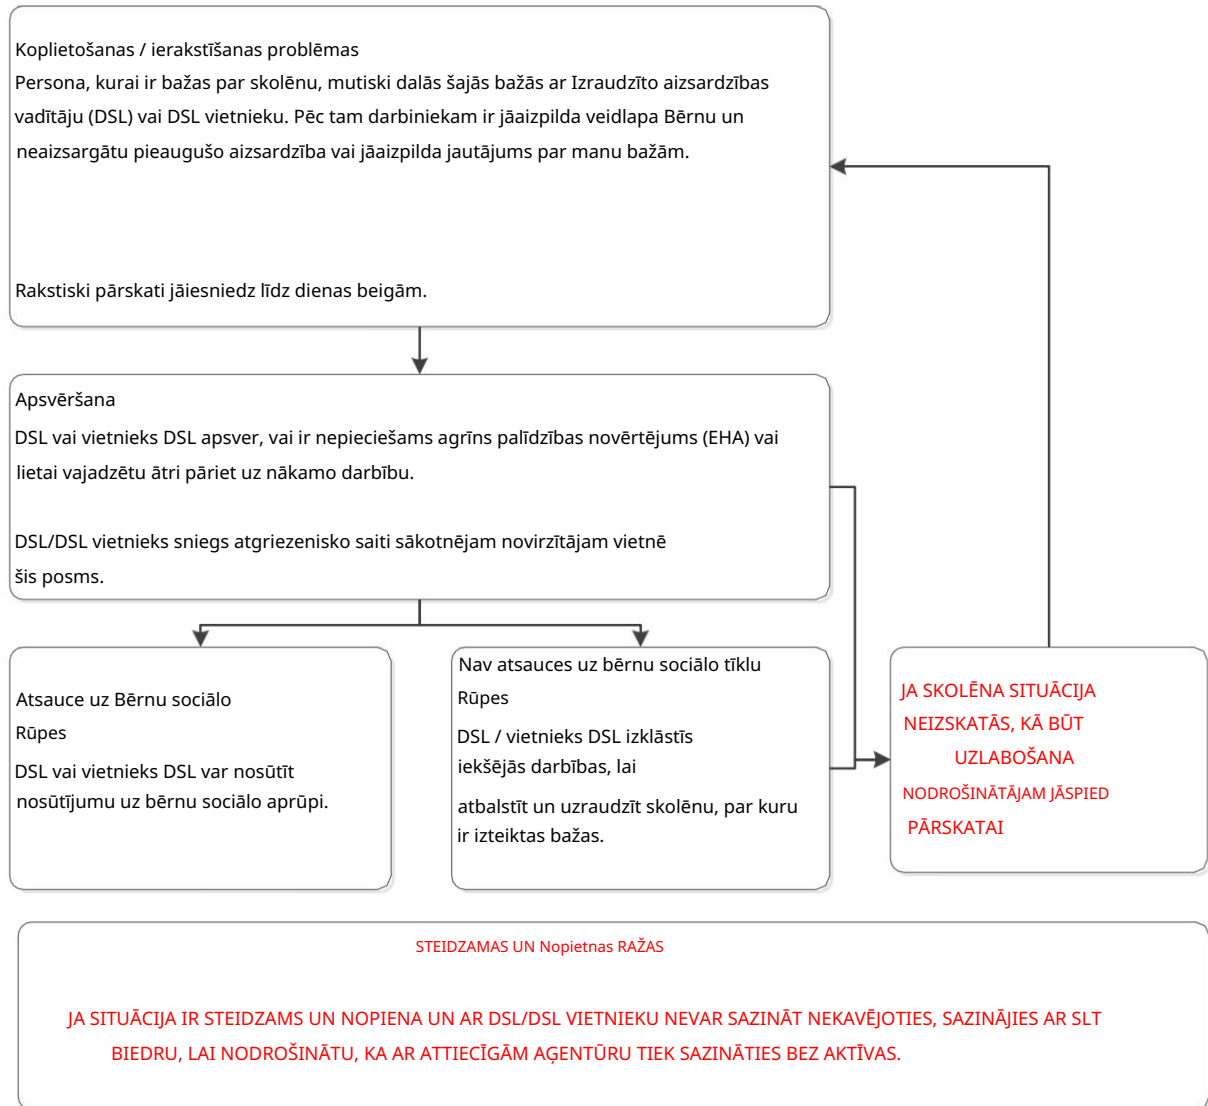 Koplietošanas / ierakstīšanas problēmas
Persona, kurai ir bažas par skolēnu, mutiski dalās šajās bažās ar Izraudzīto aizsardzības
vadītāju (DSL) vai DSL vietnieku. Pēc tam darbiniekam ir jāaizpilda veidlapa Bērnu un
neaizsargātu pieaugušo aizsardzība vai jāaizpilda jautājums par manu bažām.
Rakstiski pārskati jāiesniedz līdz dienas beigām.
Apsvēršana
DSL vai vietnieks DSL apsver, vai ir nepieciešams agrīns palīdzības novērtējums (EHA) vai
lietai vajadzētu ātri pāriet uz nākamo darbību.
DSL/DSL vietnieks sniegs atgriezenisko saiti sākotnējam novirzītājam vietnē
šis posms.
Atsauce uz Bērnu sociālo
Rūpes
DSL vai vietnieks DSL var nosūtīt
nosūtījumu uz bērnu sociālo aprūpi.
Nav atsauces uz bērnu sociālo tīklu
Rūpes
DSL / vietnieks DSL izklāstīs
iekšējās darbības, lai
atbalstīt un uzraudzīt skolēnu, par kuru
ir izteiktas bažas.
JA SKOLĒNA SITUĀCIJA
NEIZSKATĀS, KĀ BŪT
UZLABOŠANA
NODROŠINĀTĀJAM JĀSPIED
PĀRSKATAI
STEIDZAMAS UN Nopietnas RAŽAS
JA SITUĀCIJA IR STEIDZAMS UN NOPIENA UN AR DSL/DSL VIETNIEKU NEVAR SAZINĀT NEKAVĒJOTIES, SAZINĀJIES AR SLT
BIEDRU, LAI NODROŠINĀTU, KA AR ATTIECĪGĀM AĢENTŪRU TIEK SAZINĀTIES BEZ AKTĪVAS.